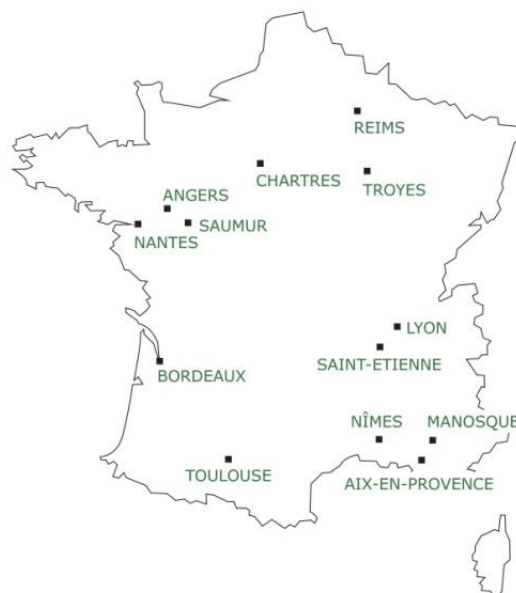 REIMS
CHARTRES
TROYES
ANGERS
SAUMUR
NANTES
LYON
SAINT-ETIENNE
BORDEAUX
NÎMES
MANOSQUE
TOULOUSE
AIX-EN-PROVENCE